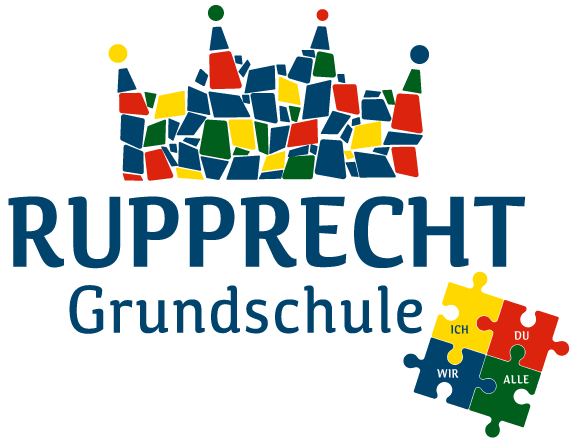 RUPPRECHT
Grundschule
ICH
DU
WIR
ALLE